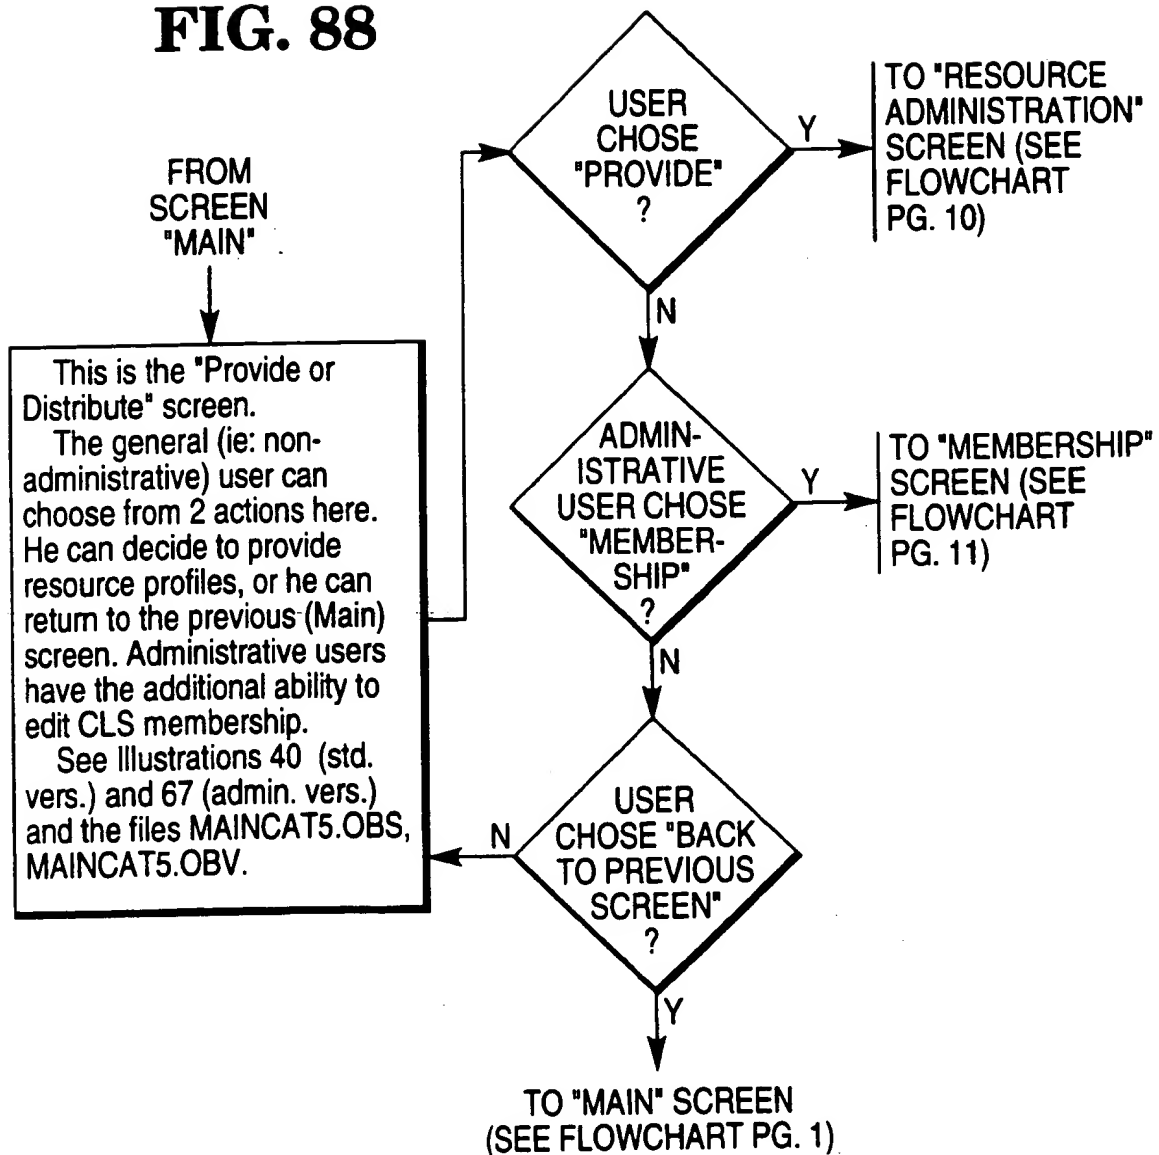 FIG. 88
FROM
SCREEN
"MAIN"
This is the "Provide or
Distribute" screen.
The general (ie: non-
administrative) user can
choose from 2 actions here.
He can decide to provide
resource profiles, or he can
return to the previous (Main)
screen. Administrative users
have the additional ability to
edit CLS membership.
See Illustrations 40 (std.
vers.) and 67 (admin. vers.)
and the files MAINCAT5.OBS,
MAINCAT5.OBV.
USER
CHOSE
"PROVIDE"
?
Y
TO "RESOURCE
ADMINISTRATION"
SCREEN (SEE
FLOWCHART
PG. 10)
N
ADMIN-
ISTRATIVE
USER CHOSE
"MEMBER-
SHIP"
?
Y
TO "MEMBERSHIP"
SCREEN (SEE
FLOWCHART
PG. 11)
N
USER
CHOSE "BACK
TO PREVIOUS
SCREEN"
?
N
Y
TO "MAIN" SCREEN
(SEE FLOWCHART PG. 1)